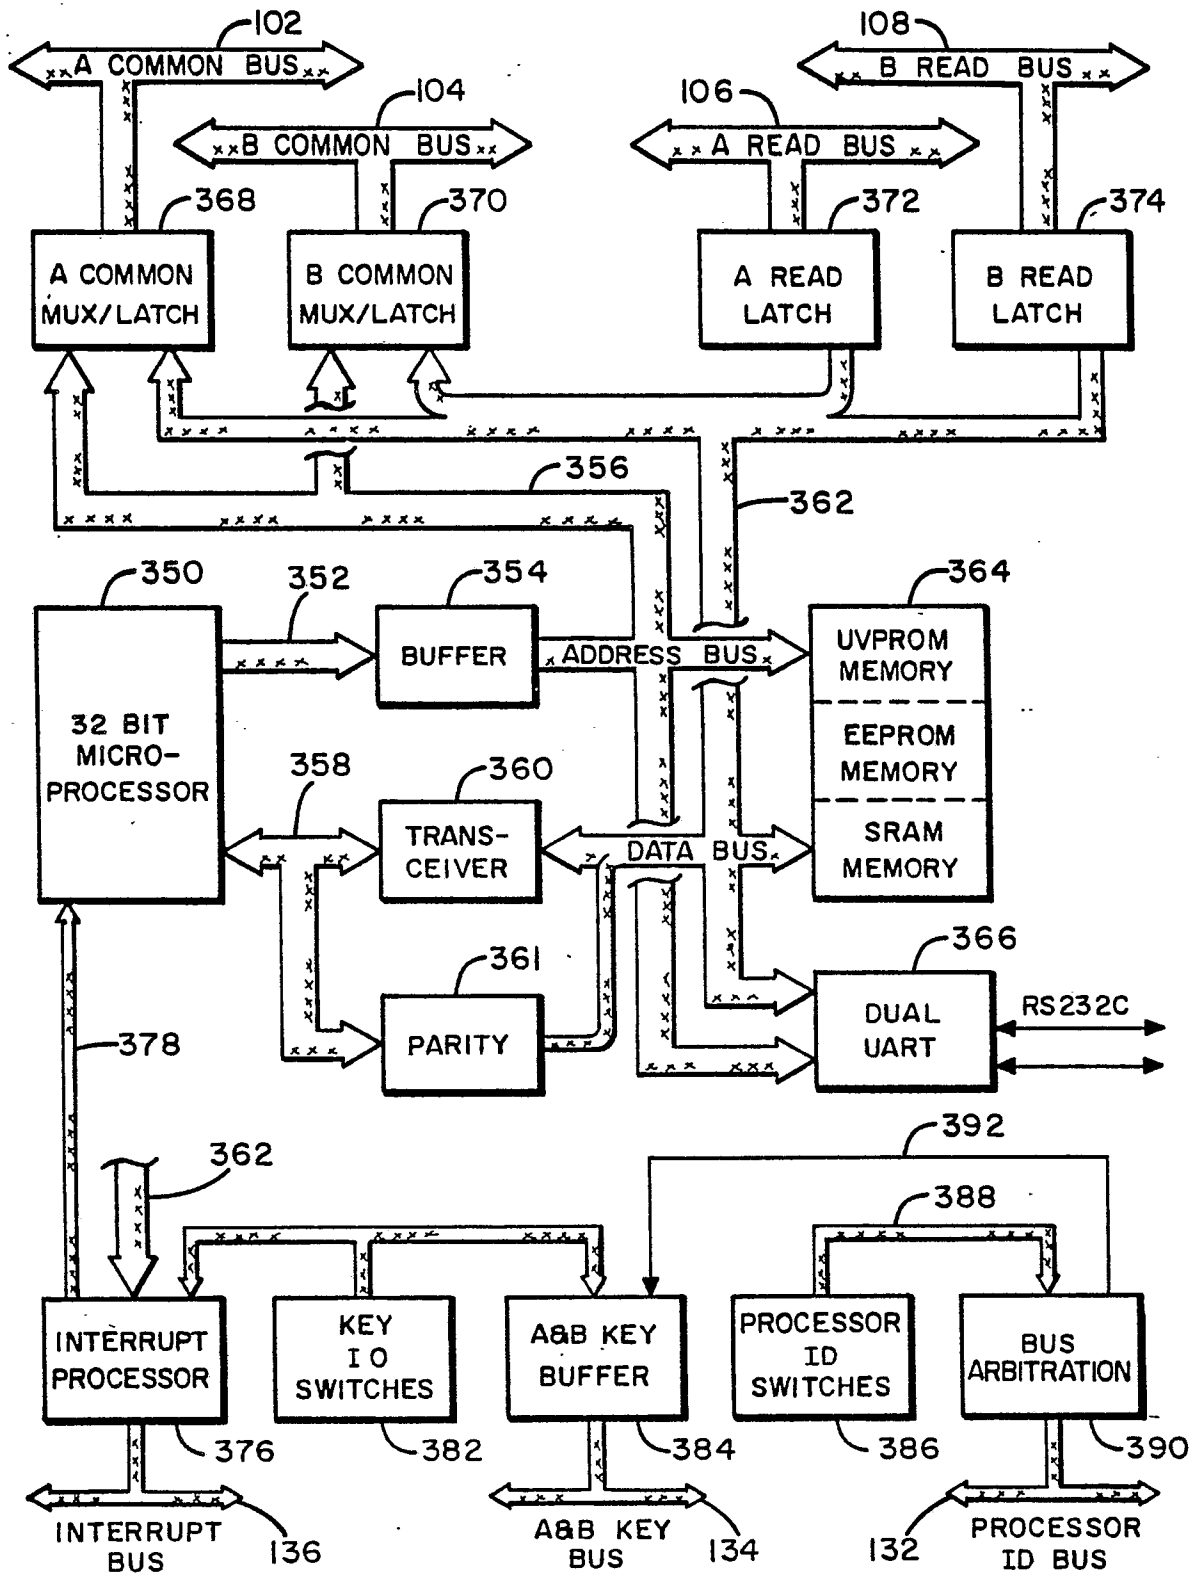 102
108
A COMMON BUS
B READ BUS
104
106
B COMMON BUS
A READ BUS
368
370
372
374
A COMMON
MUX/LATCH
B COMMON
MUX/LATCH
A READ
LATCH
B READ
LATCH
356
362
350
352
354
364
32 BIT
MICRO-
PROCESSOR
BUFFER
ADDRESS BUS
UVPROM
MEMORY
EEPROM
MEMORY
SRAM
MEMORY
358
360
TRANS-
CEIVER
DATA BUS
361
366
PARITY
DUAL
UART
RS232C
378
362
392
388
INTERRUPT
PROCESSOR
KEY
I O
SWITCHES
A&B KEY
BUFFER
PROCESSOR
ID
SWITCHES
BUS
ARBITRATION
376
382
384
386
390
INTERRUPT
BUS
136
A&B KEY
BUS
134
132
PROCESSOR
ID BUS